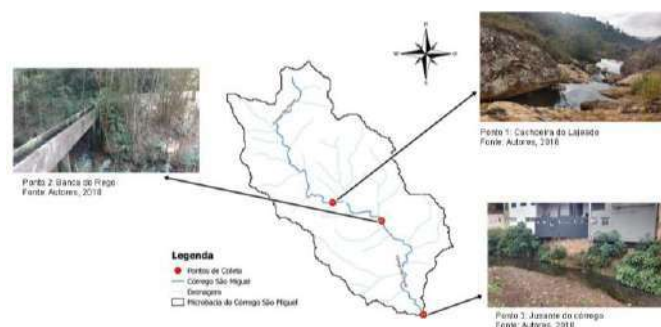 Ponto 1: Cachoeira do Lajeado
Fonte: Autores, 2018
Ponto 2: Banca do Rego
Fonte: Autores, 2018
Legenda
Pontos de Coleta
Córrego São Miguel
Drenagem
Microbacia do Córrego São Miguel
Ponto 3: Jusante do córrego
Fonte: Autores, 2018